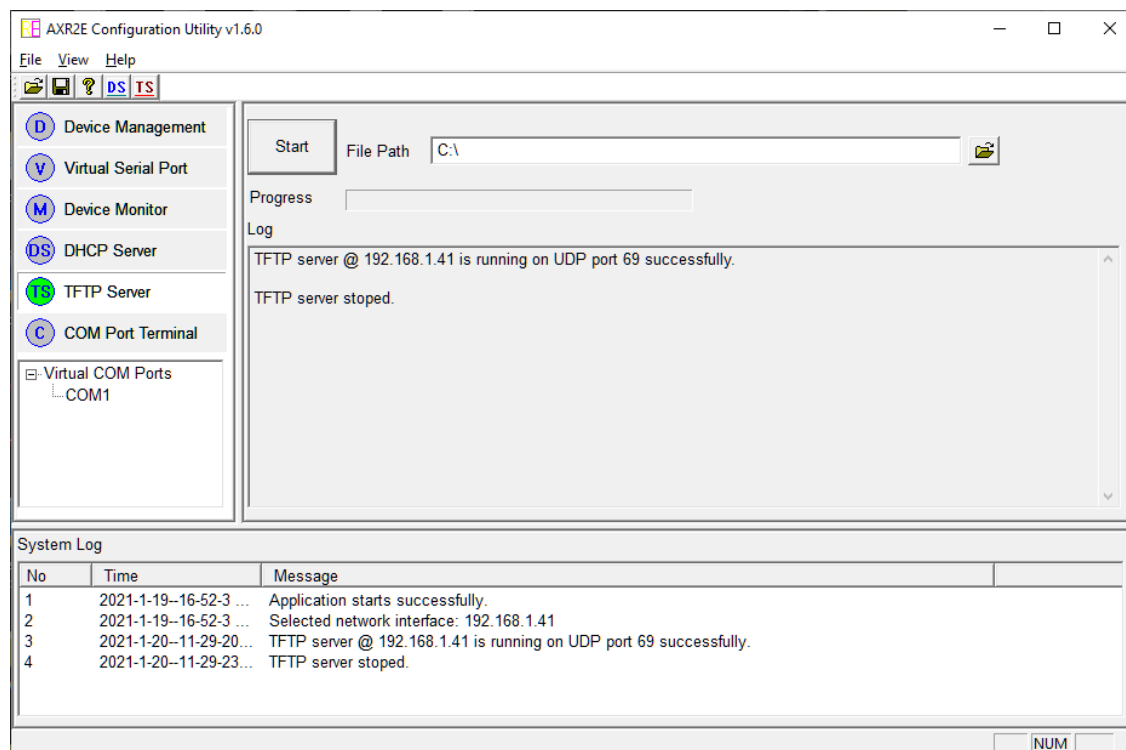 AXR2E Configuration Utility v1.6.0
File View Help
DS TS
D Device Management
V Virtual Serial Port
M Device Monitor
DS DHCP Server
TS TFTP Server
C COM Port Terminal
Virtual COM Ports
COM1
Start File Path C:\
Progress
Log
TFTP server @ 192.168.1.41 is running on UDP port 69 successfully.
TFTP server stoped.
System Log
No Time Message
1 2021-1-19--16-52-3 ... Application starts successfully.
2 2021-1-19--16-52-3 ... Selected network interface: 192.168.1.41
3 2021-1-20--11-29-20... TFTP server @ 192.168.1.41 is running on UDP port 69 successfully.
4 2021-1-20--11-29-23... TFTP server stoped.
NUM